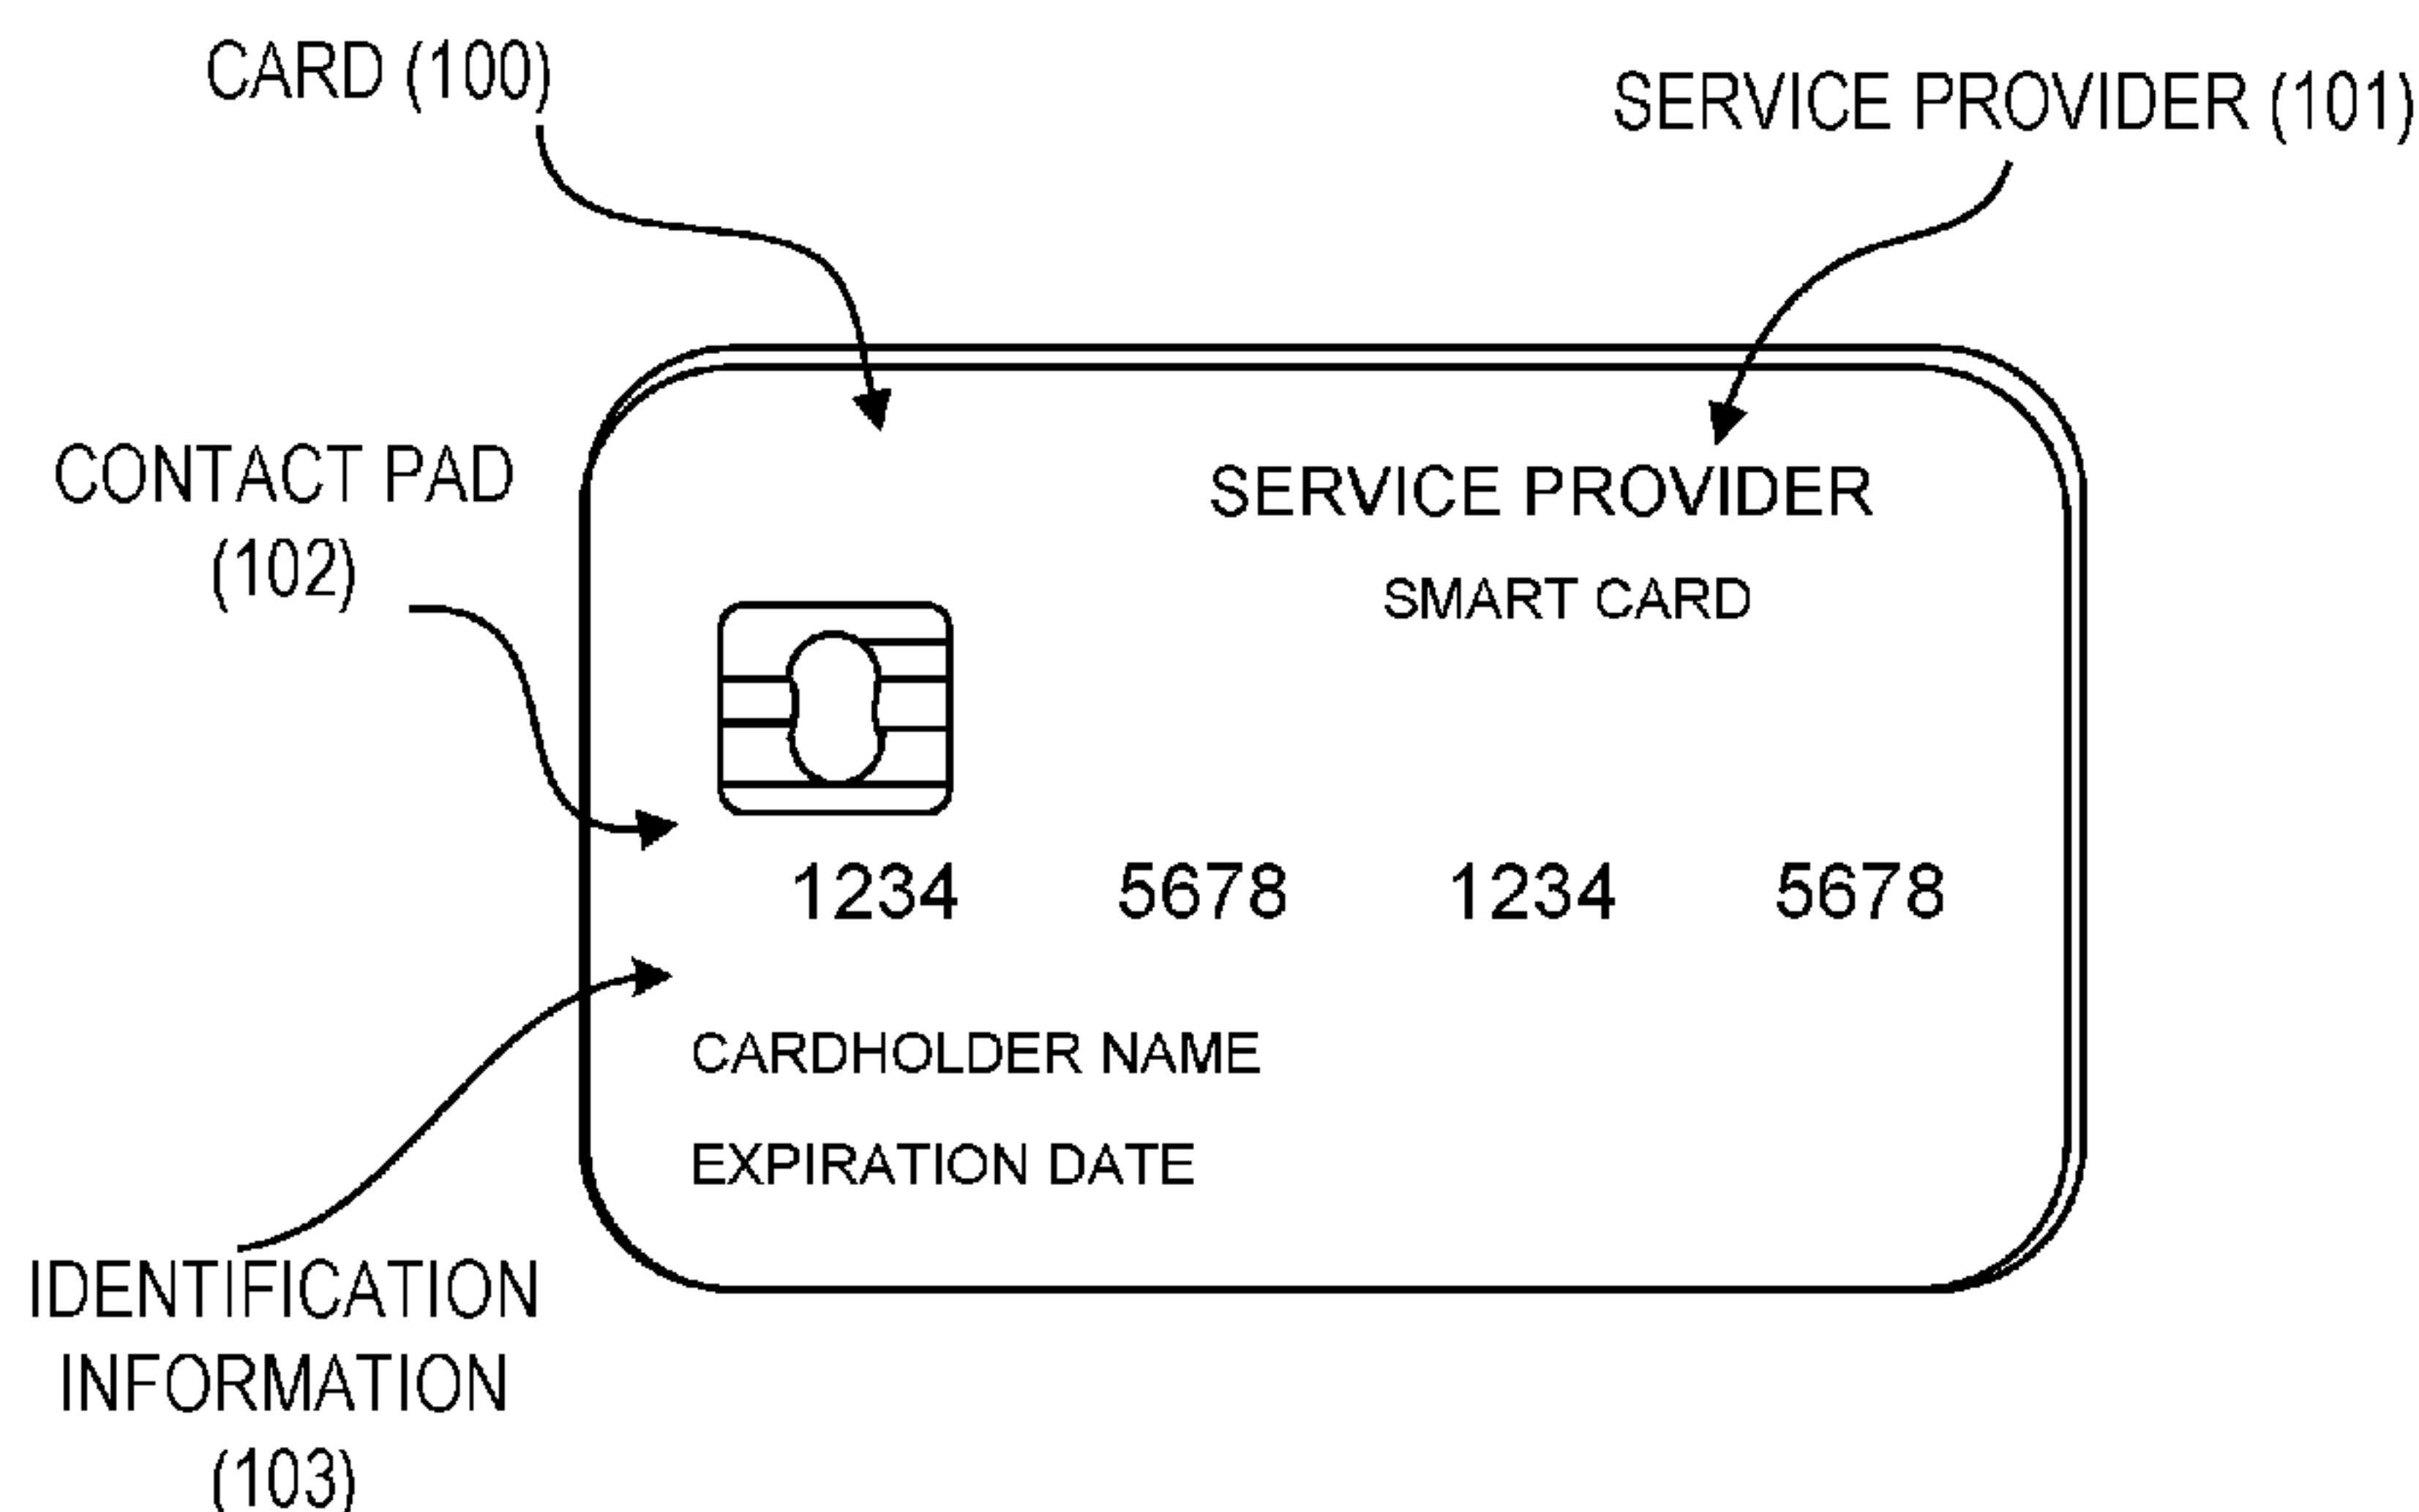 CARD (100)
SERVICE PROVIDER (101)
CONTACT PAD
(102)
SERVICE PROVIDER
SMART CARD
1234 5678 1234 5678
CARDHOLDER NAME
EXPIRATION DATE
IDENTIFICATION
INFORMATION
(103)